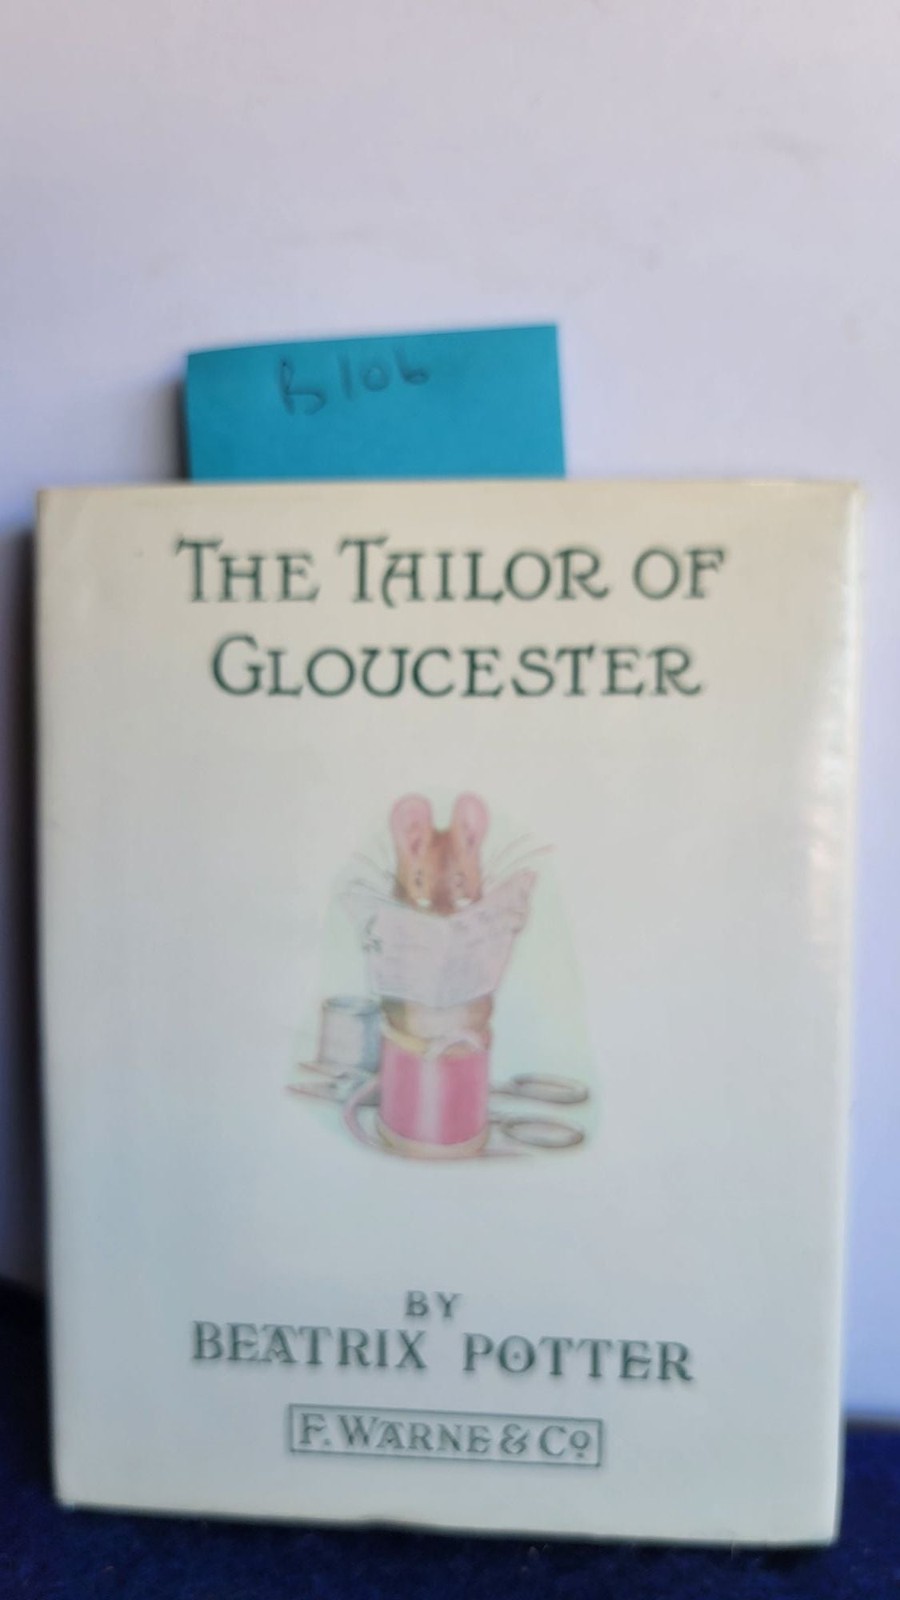 B106
THE TAILOR OF
GLOUCESTER
BY
BEATRIX POTTER
F. WARNE & Cº